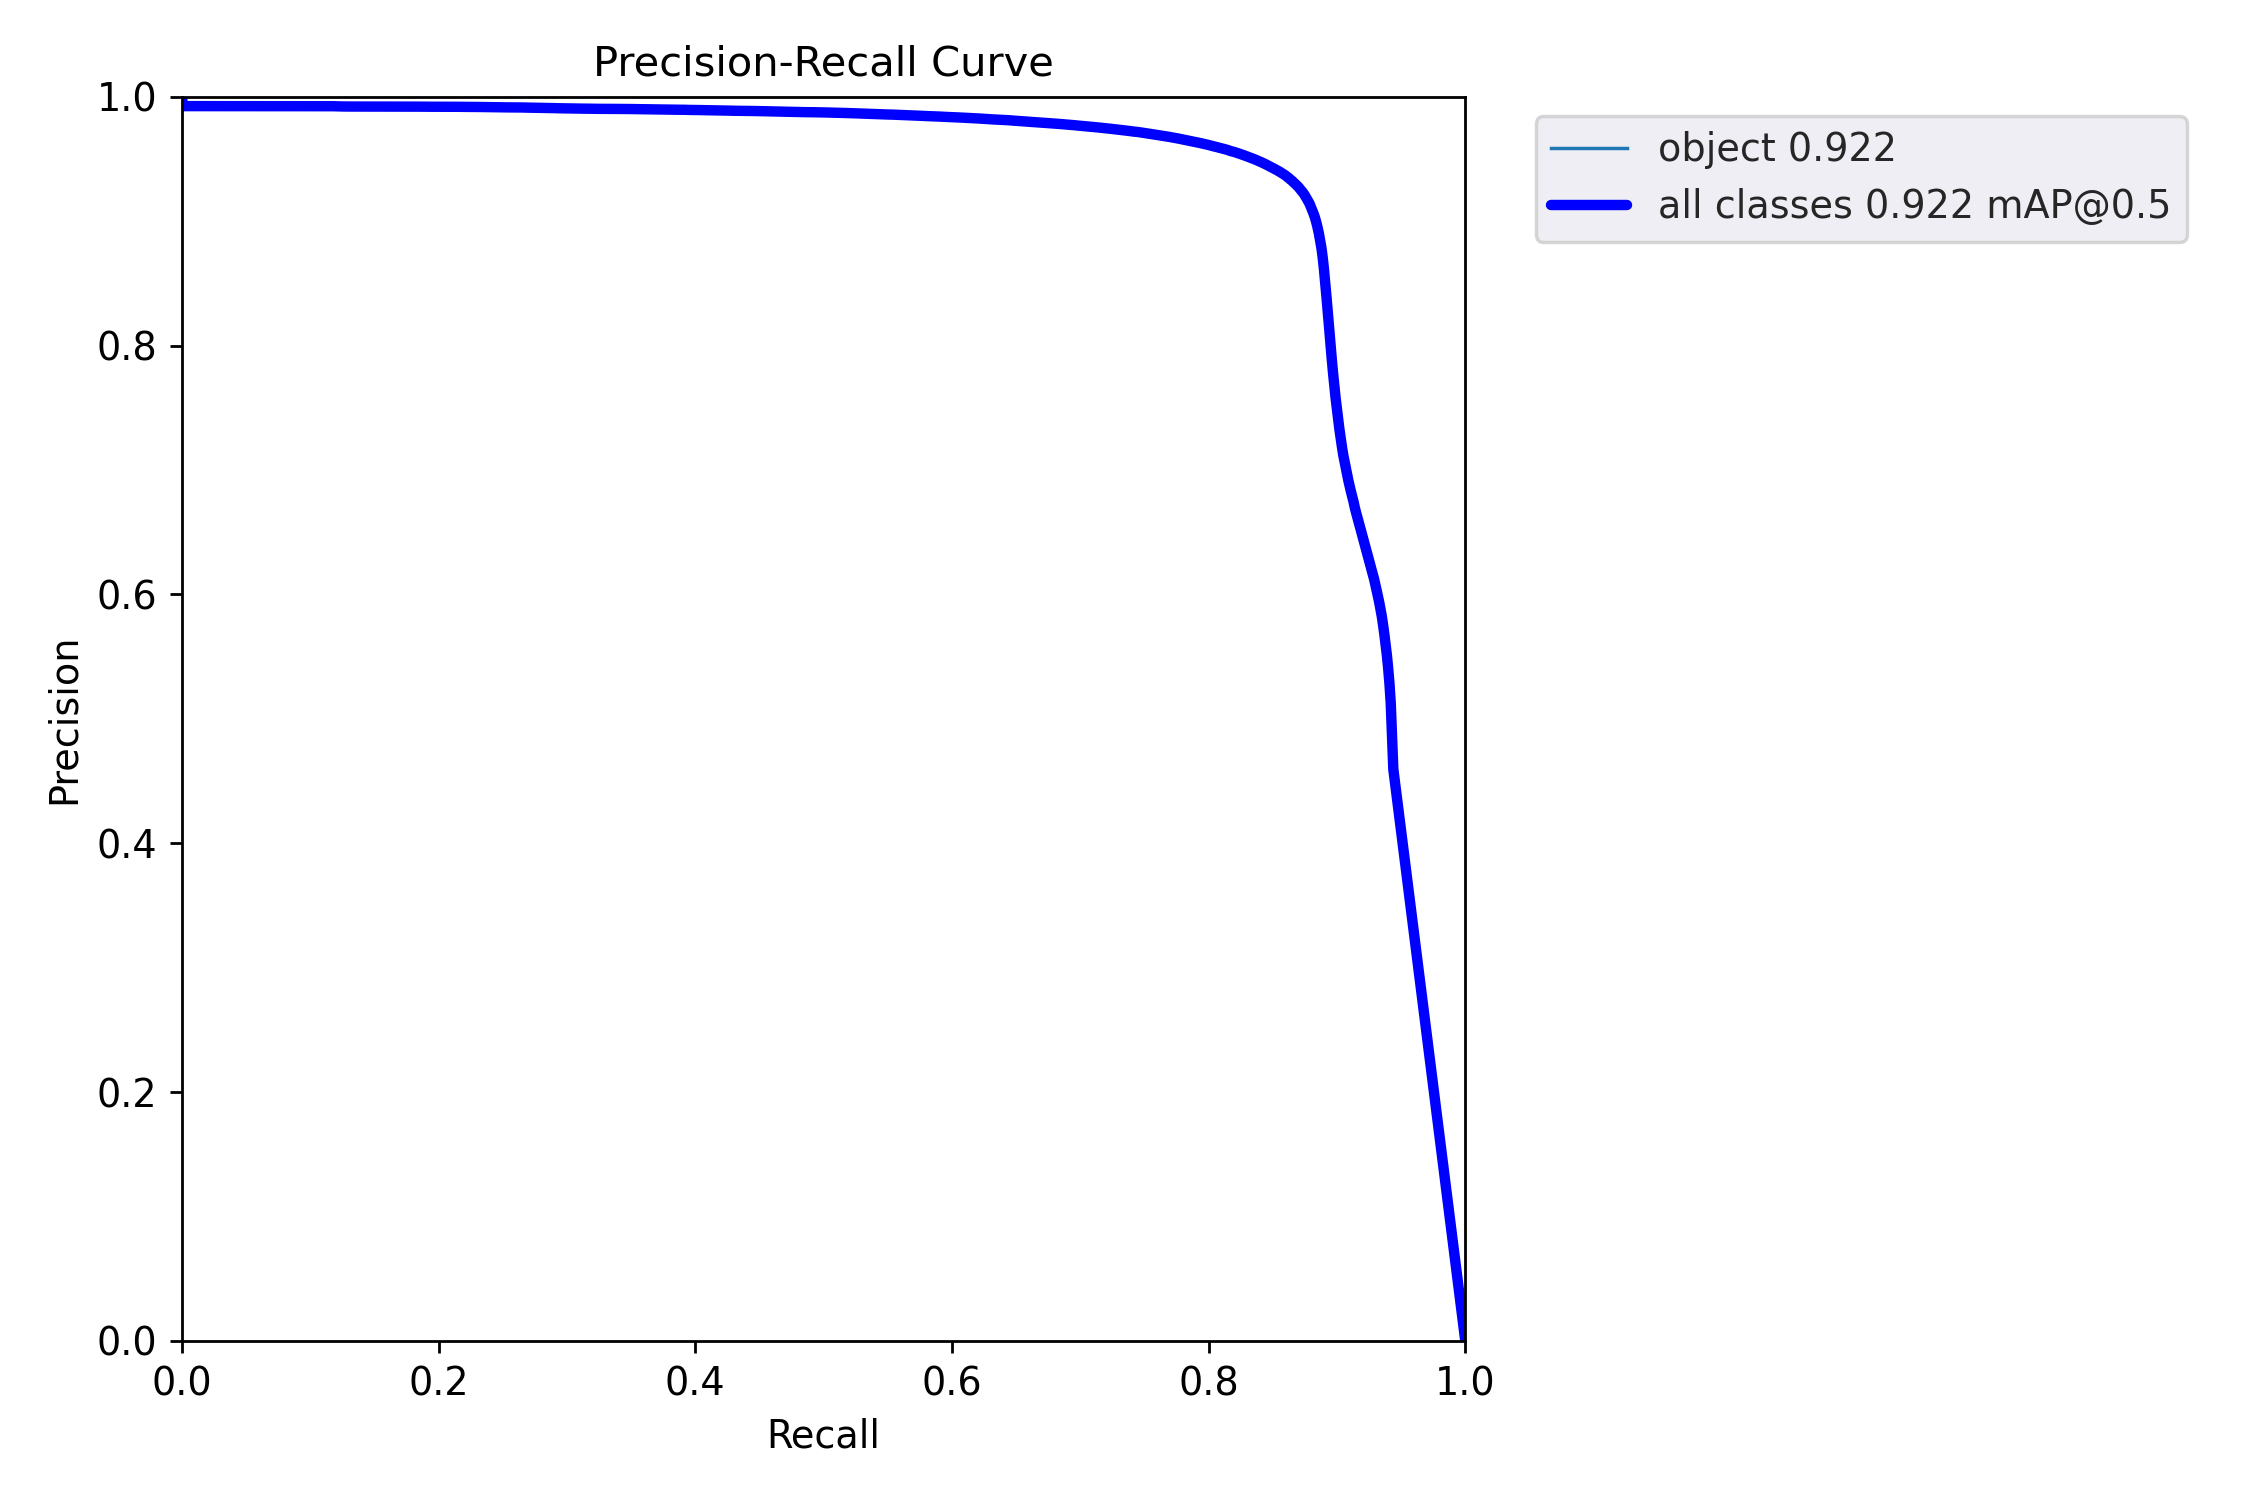 Precision-Recall Curve
1.0
0.8
0.6
0.4
0.2
0.0
Precision
0.0 0.2 0.4 0.6 0.8 1.0
Recall
object 0.922
all classes 0.922 mAP@0.5